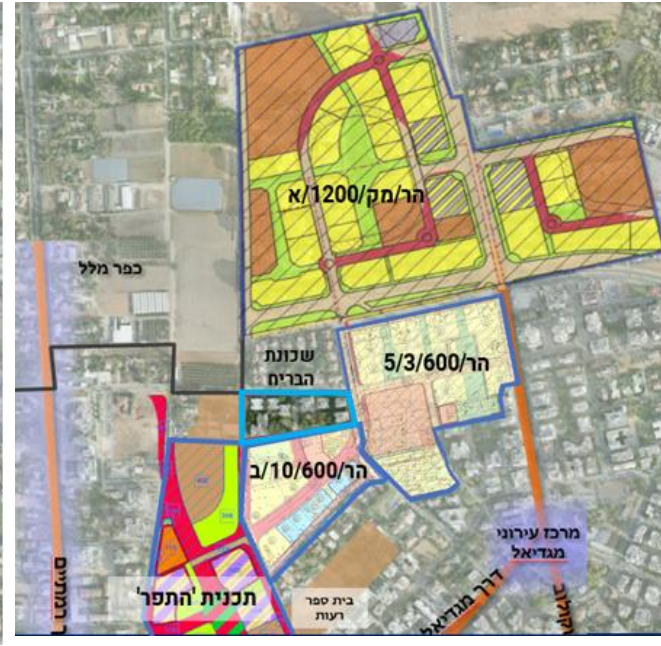 הר/מק/1200/א
כפר מלל
שכונת
הבריח
הר/5/3/600
הר/10/600/ב
מרכז עירוני
מגדיאל
תכנית 'התפר'
בית ספר
רעות
דרך מגדיאל